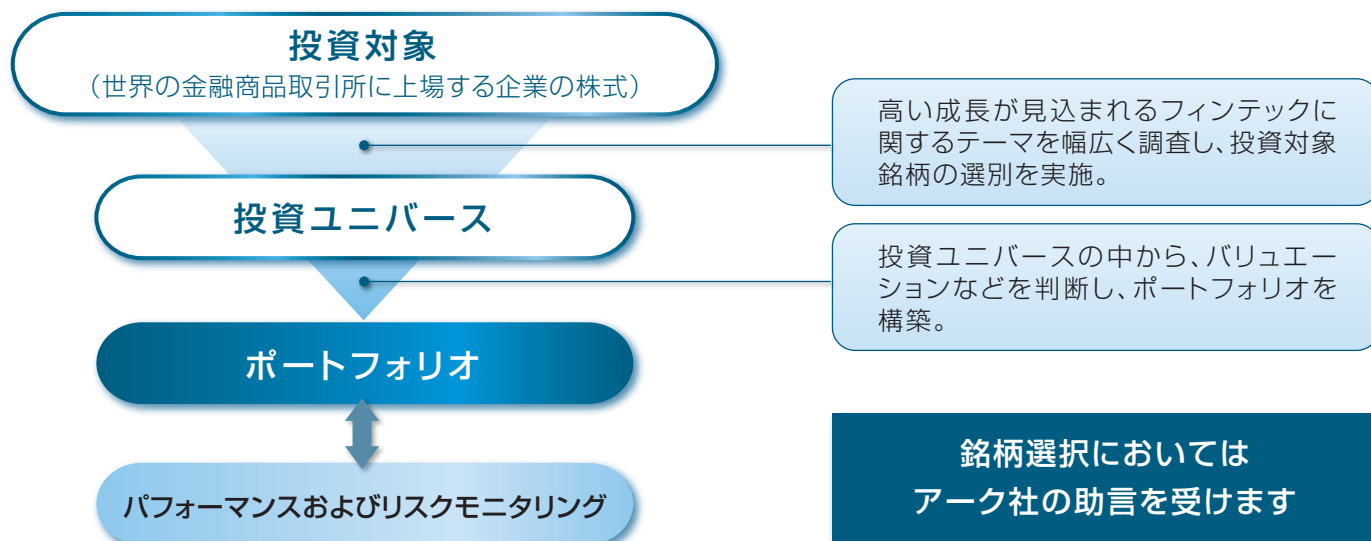 投資対象
（世界の金融商品取引所に上場する企業の株式）
高い成長が見込まれるフィンテックに
関するテーマを幅広く調査し、投資対象
銘柄の選別を実施。
投資ユニバース
投資ユニバースの中から、バリュエー
ションなどを判断し、ポートフォリオを
構築。
ポートフォリオ
パフォーマンスおよびリスクモニタリング
銘柄選択においては
アーク社の助言を受けます